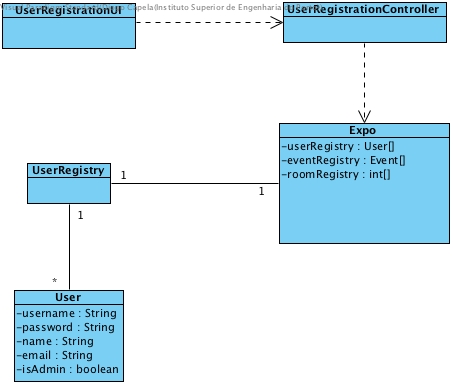 UserRegistrationUI
Capela(Instituto Superior de Engenharia
UserRegistrationController
Expo
-userRegistry : User[]
-eventRegistry : Event[]
-roomRegistry : int[]
UserRegistry
1
1
1
*
User
-username : String
-password : String
-name : String
-email : String
-isAdmin : boolean